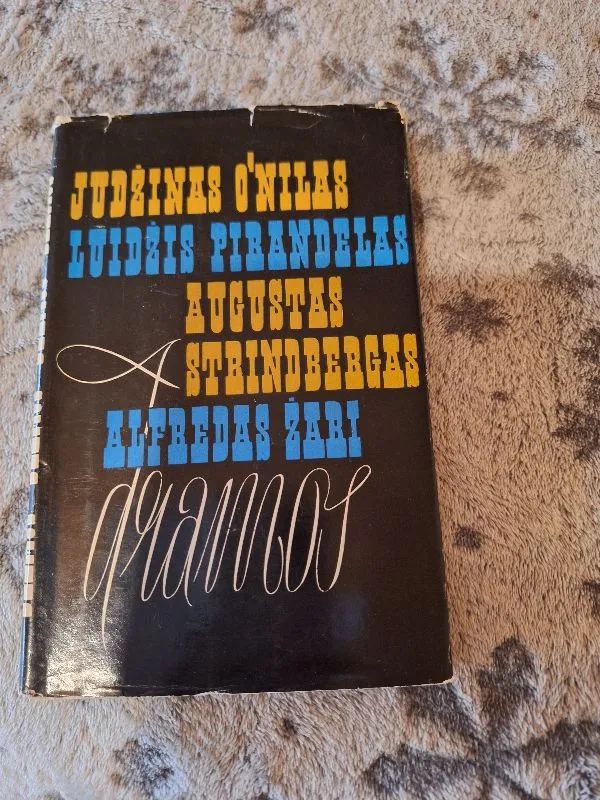 JUDŽINAS O'NILAS
LUIDŽIS PIRANDELAS
AUGUSTAS
STRINDBERGAS
ALFREDAS ŽARI
dramos